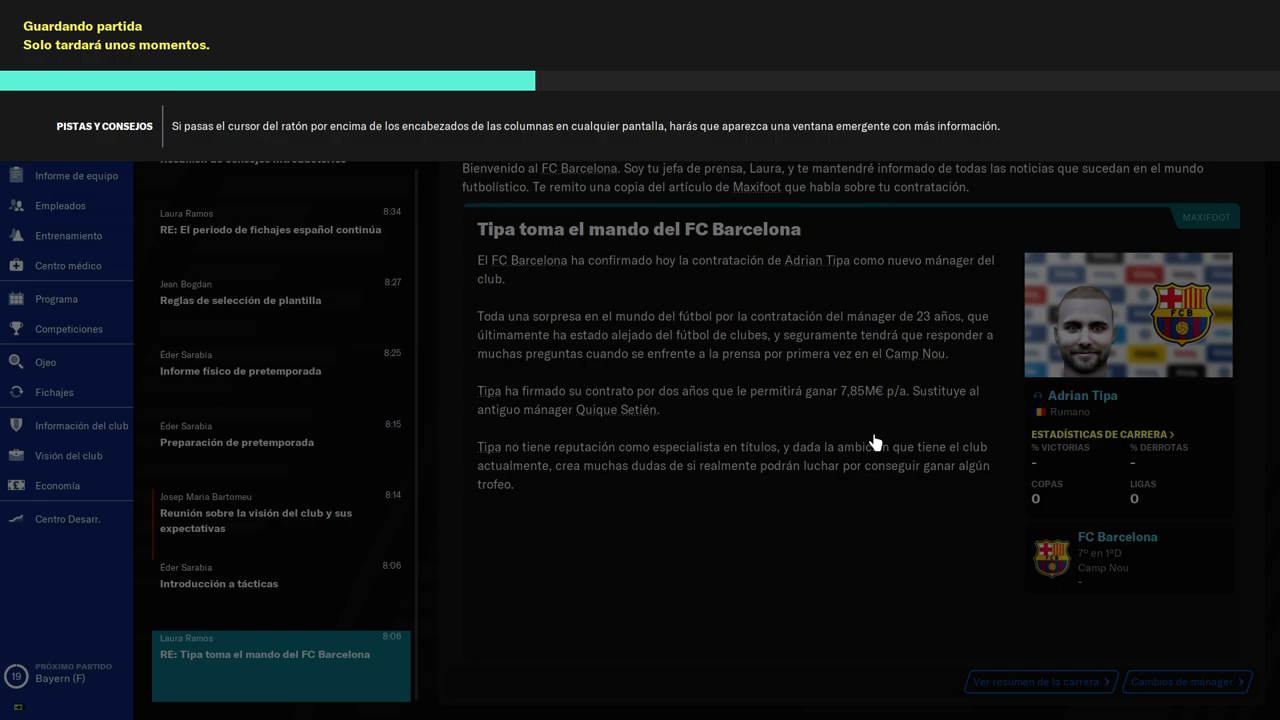 Guardando partida
Solo tardará unos momentos.
PISTAS Y CONSEJOS
Si pasas el cursor del ratón por encima de los encabezados de las columnas en cualquier pantalla, harás que aparezca una ventana emergente con más información.
Informe de equipo
Empleados
Entrenamiento
Centro médico
Programa
Competiciones
Ojeo
Fichajes
Información del club
Visión del club
Economía
Centro Desarr.
19
PRÓXIMO PARTIDO
Bayern (F)
Laura Ramos
8:34
RE: El periodo de fichajes español continúa
Jean Bogdan
8:27
Reglas de selección de plantilla
Éder Sarabia
8:25
Informe físico de pretemporada
Éder Sarabia
8:15
Preparación de pretemporada
Josep Maria Bartomeu
8:14
Reunión sobre la visión del club y sus
expectativas
Éder Sarabia
8:06
Introducción a tácticas
Laura Ramos
8:06
RE: Tipa toma el mando del FC Barcelona
Bienvenido al FC Barcelona. Soy tu jefa de prensa, Laura, y te mantendré informado de todas las noticias que sucedan en el mundo
futbolístico. Te remito una copia del artículo de Maxifoot que habla sobre tu contratación.
MAXIFOOT
Tipa toma el mando del FC Barcelona
El FC Barcelona ha confirmado hoy la contratación de Adrian Tipa como nuevo mánager del
club.
Toda una sorpresa en el mundo del fútbol por la contratación del mánager de 23 años, que
últimamente ha estado alejado del fútbol de clubes, y seguramente tendrá que responder a
muchas preguntas cuando se enfrente a la prensa por primera vez en el Camp Nou.
Tipa ha firmado su contrato por dos años que le permitirá ganar 7,85M€ p/a. Sustituye al
antiguo mánager Quique Setién.
Tipa no tiene reputación como especialista en títulos, y dada la ambición que tiene el club
actualmente, crea muchas dudas de si realmente podrán luchar por conseguir ganar algún
trofeo.
FCB
Adrian Tipa
Rumano
ESTADÍSTICAS DE CARRERA >
% VICTORIAS
% DERROTAS
-
-
COPAS
LIGAS
0
0
FC Barcelona
7º en 1ªD
Camp Nou
-
Ver resumen de la carrera >
Cambios de mánager >